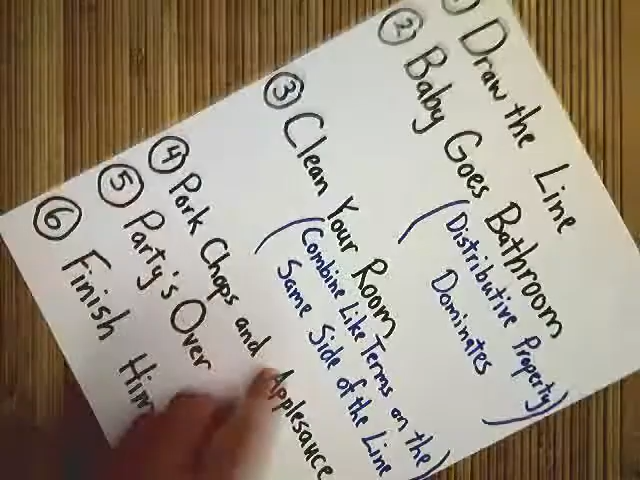 ① Draw the Line
② Baby Goes Bathroom
(Distributive Property)
Dominates
③ Clean Your Room
(Combine Like Terms on the
Same Side of the Line)
④ Pork Chops and Applesauce
⑤ Party's Over
⑥ Finish Him